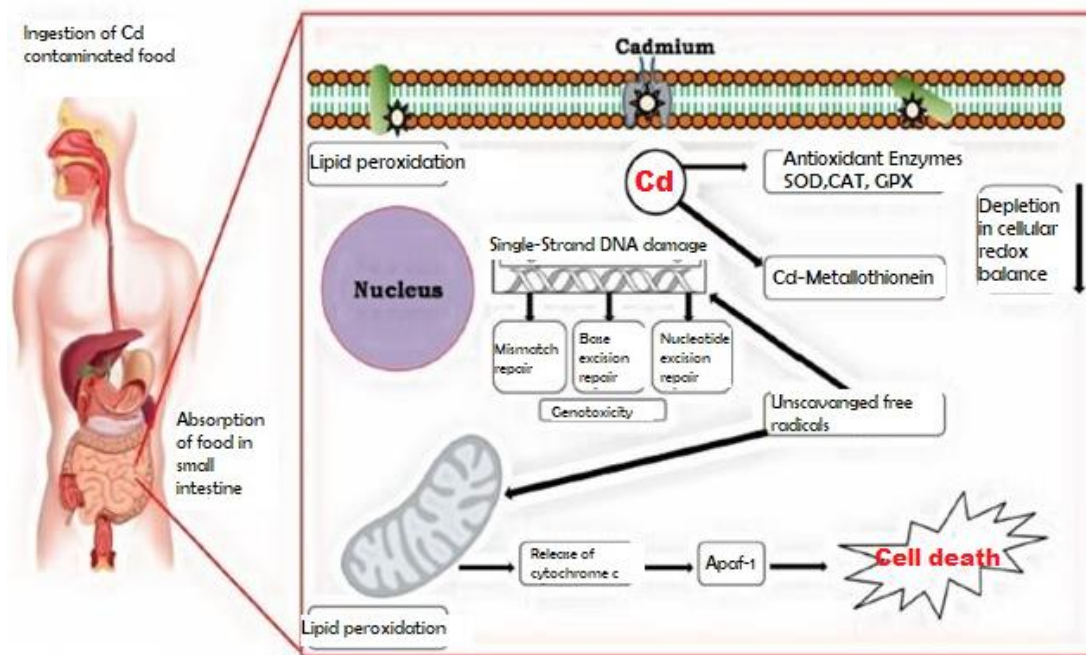 Ingestion of Cd
contaminated food
Cadmium
Lipid peroxidation
Cd
Antioxidant Enzymes
SOD,CAT, GPX
Depletion
in cellular
redox
balance
Single-Strand DNA damage
Cd-Metallothionein
Nucleus
Mismatch
repair
Base
excision
repair
Nucleotide
excision
repair
Genotoxicity
Unscavanged free
radicals
Absorption
of food in
small
intestine
Release of
cytochrome c
Apaf-1
Cell death
Lipid peroxidation